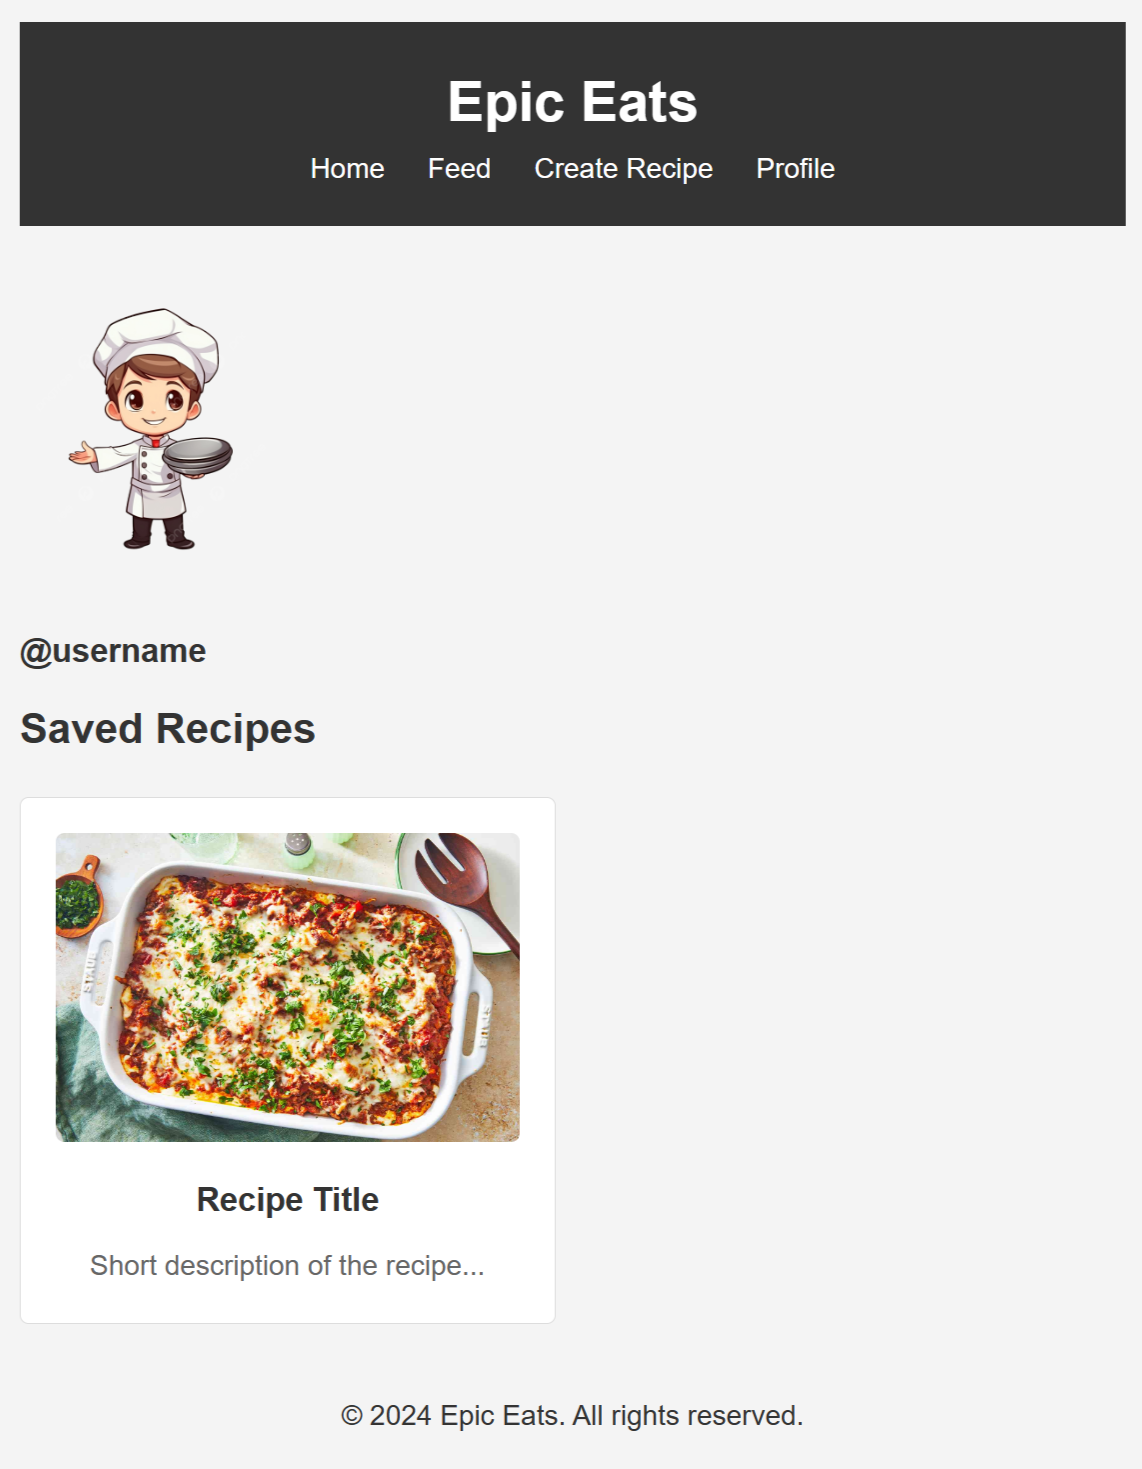 Epic Eats
Home Feed Create Recipe Profile
@username
Saved Recipes
Recipe Title
Short description of the recipe...
© 2024 Epic Eats. All rights reserved.